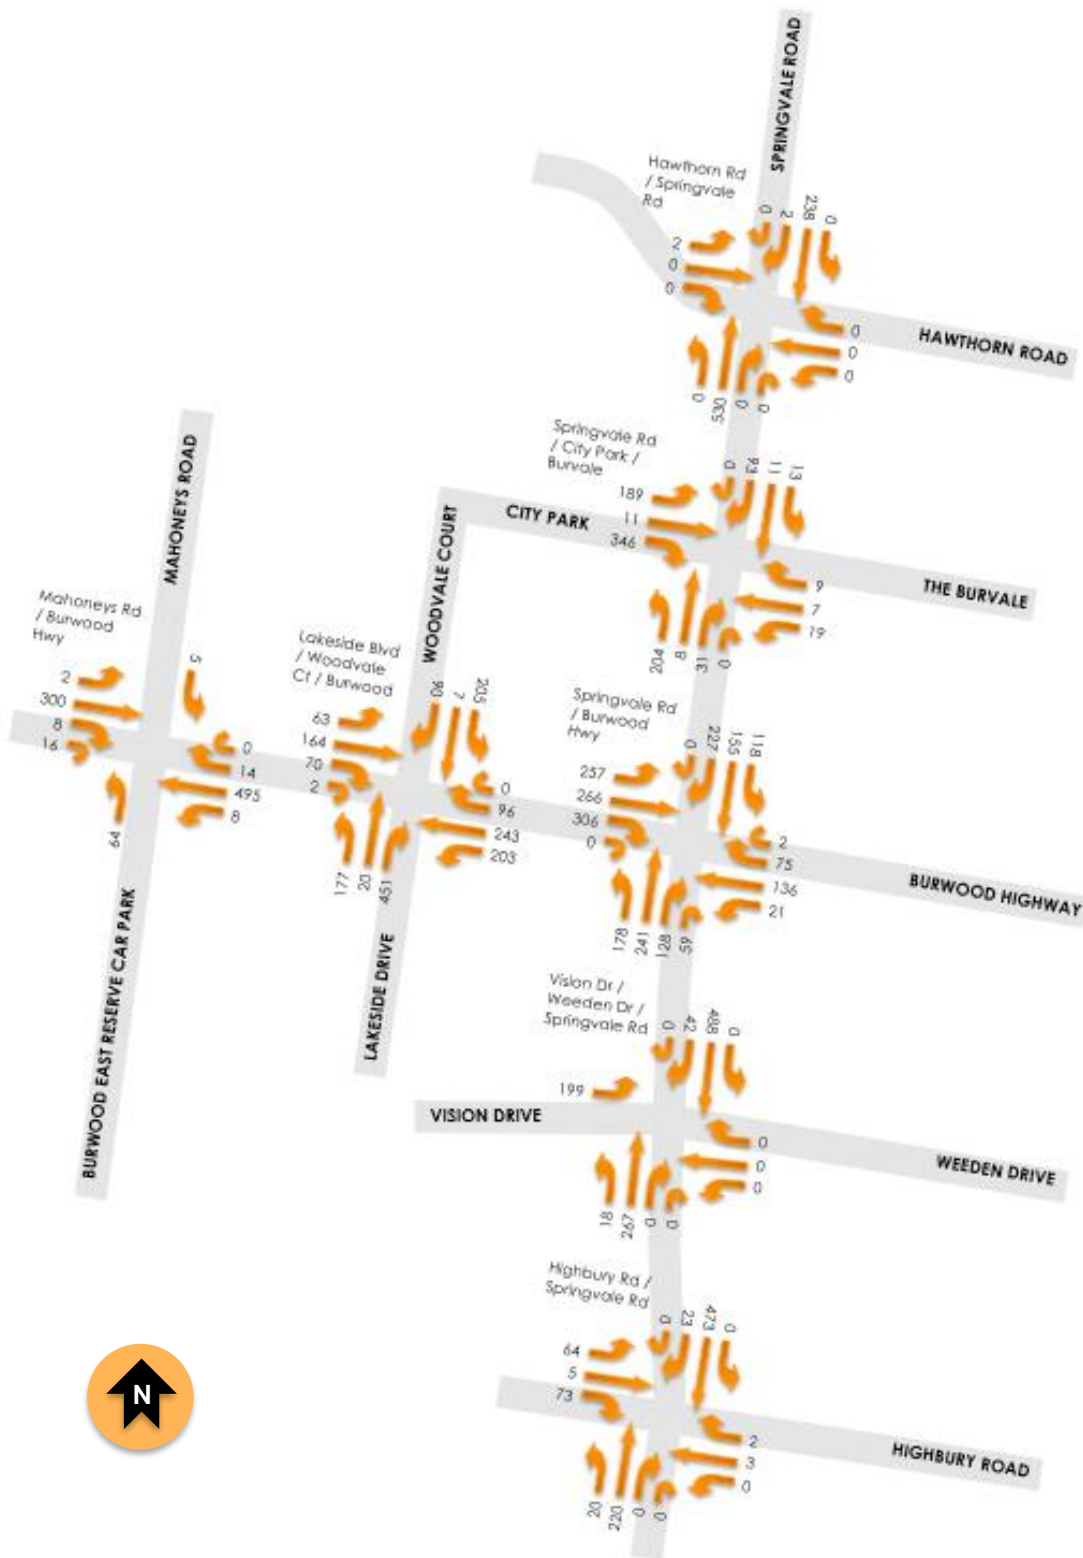 SPRINGVALE ROAD
Hawthorn Rd
/ Springvale
Rd
0 2 238 0
2
0
0
0
0
0
HAWTHORN ROAD
0 535 0 0
Springvale Rd
/ City Park /
Burvale
0 93 11 13
189
11
346
CITY PARK
9
7
19
THE BURVALE
204 8 31 0
MAHONEYS ROAD
WOODVALE COURT
Mahoneys Rd
/ Burwood
Hwy
5
2
300
8
16
0
14
495
8
64
BURWOOD EAST RESERVE CAR PARK
Lakeside Blvd
/ Woodvale
Ct / Burwood
90 7 205
63
164
70
2
0
96
243
203
177 20 451
LAKESIDE DRIVE
Springvale Rd
/ Burwood
Hwy
0 227 155 118
257
266
306
0
2
75
136
21
BURWOOD HIGHWAY
178 241 128 65
Vision Dr /
Weeden Dr /
Springvale Rd
0 42 488 0
199
VISION DRIVE
0
0
0
WEEDEN DRIVE
18 267 0 0
Highbury Rd /
Springvale Rd
0 23 473 0
64
5
73
2
3
0
HIGHBURY ROAD
20 220 0 0
N